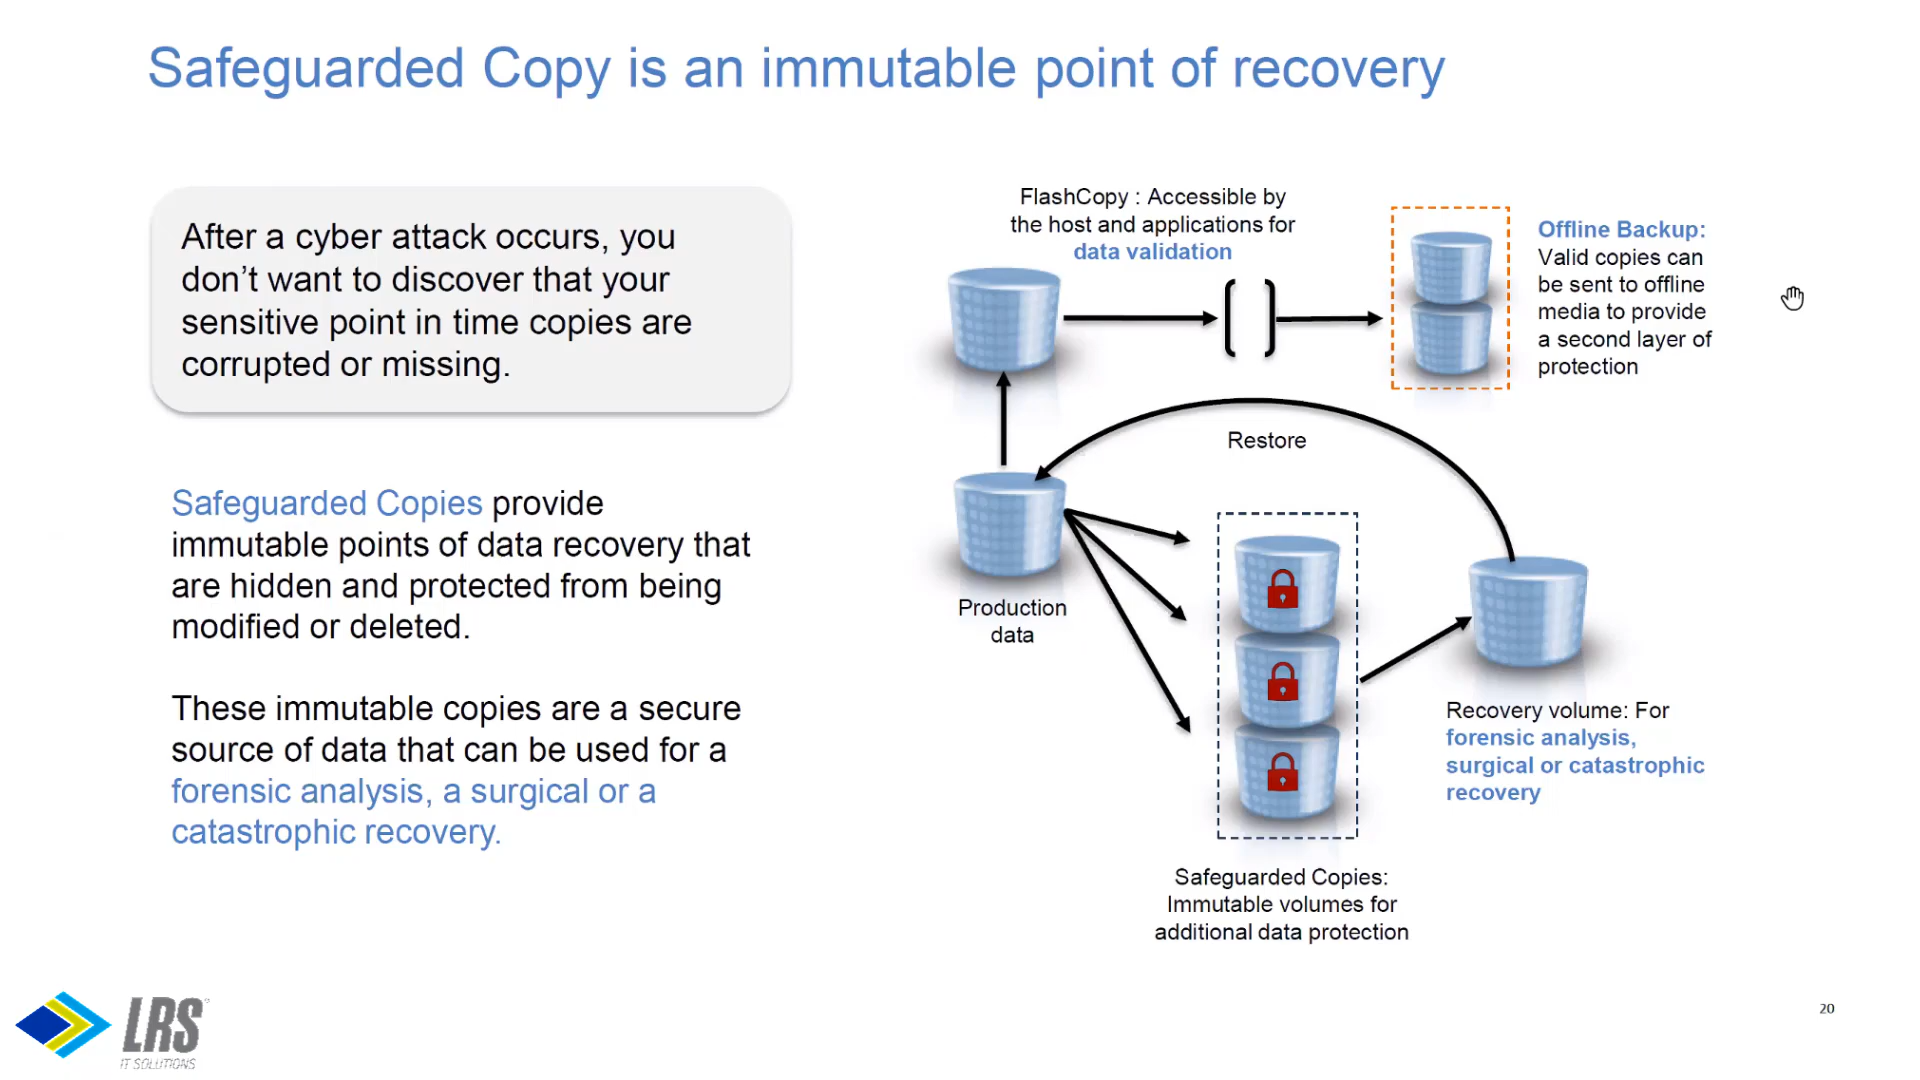 Safeguarded Copy is an immutable point of recovery
After a cyber attack occurs, you
don’t want to discover that your
sensitive point in time copies are
corrupted or missing.
Safeguarded Copies provide
immutable points of data recovery that
are hidden and protected from being
modified or deleted.
These immutable copies are a secure
source of data that can be used for a
forensic analysis, a surgical or a
catastrophic recovery.
FlashCopy : Accessible by
the host and applications for
data validation
Offline Backup:
Valid copies can
be sent to offline
media to provide
a second layer of
protection
Restore
Production
data
Recovery volume: For
forensic analysis,
surgical or catastrophic
recovery
Safeguarded Copies:
Immutable volumes for
additional data protection
LRS
IT SOLUTIONS
20